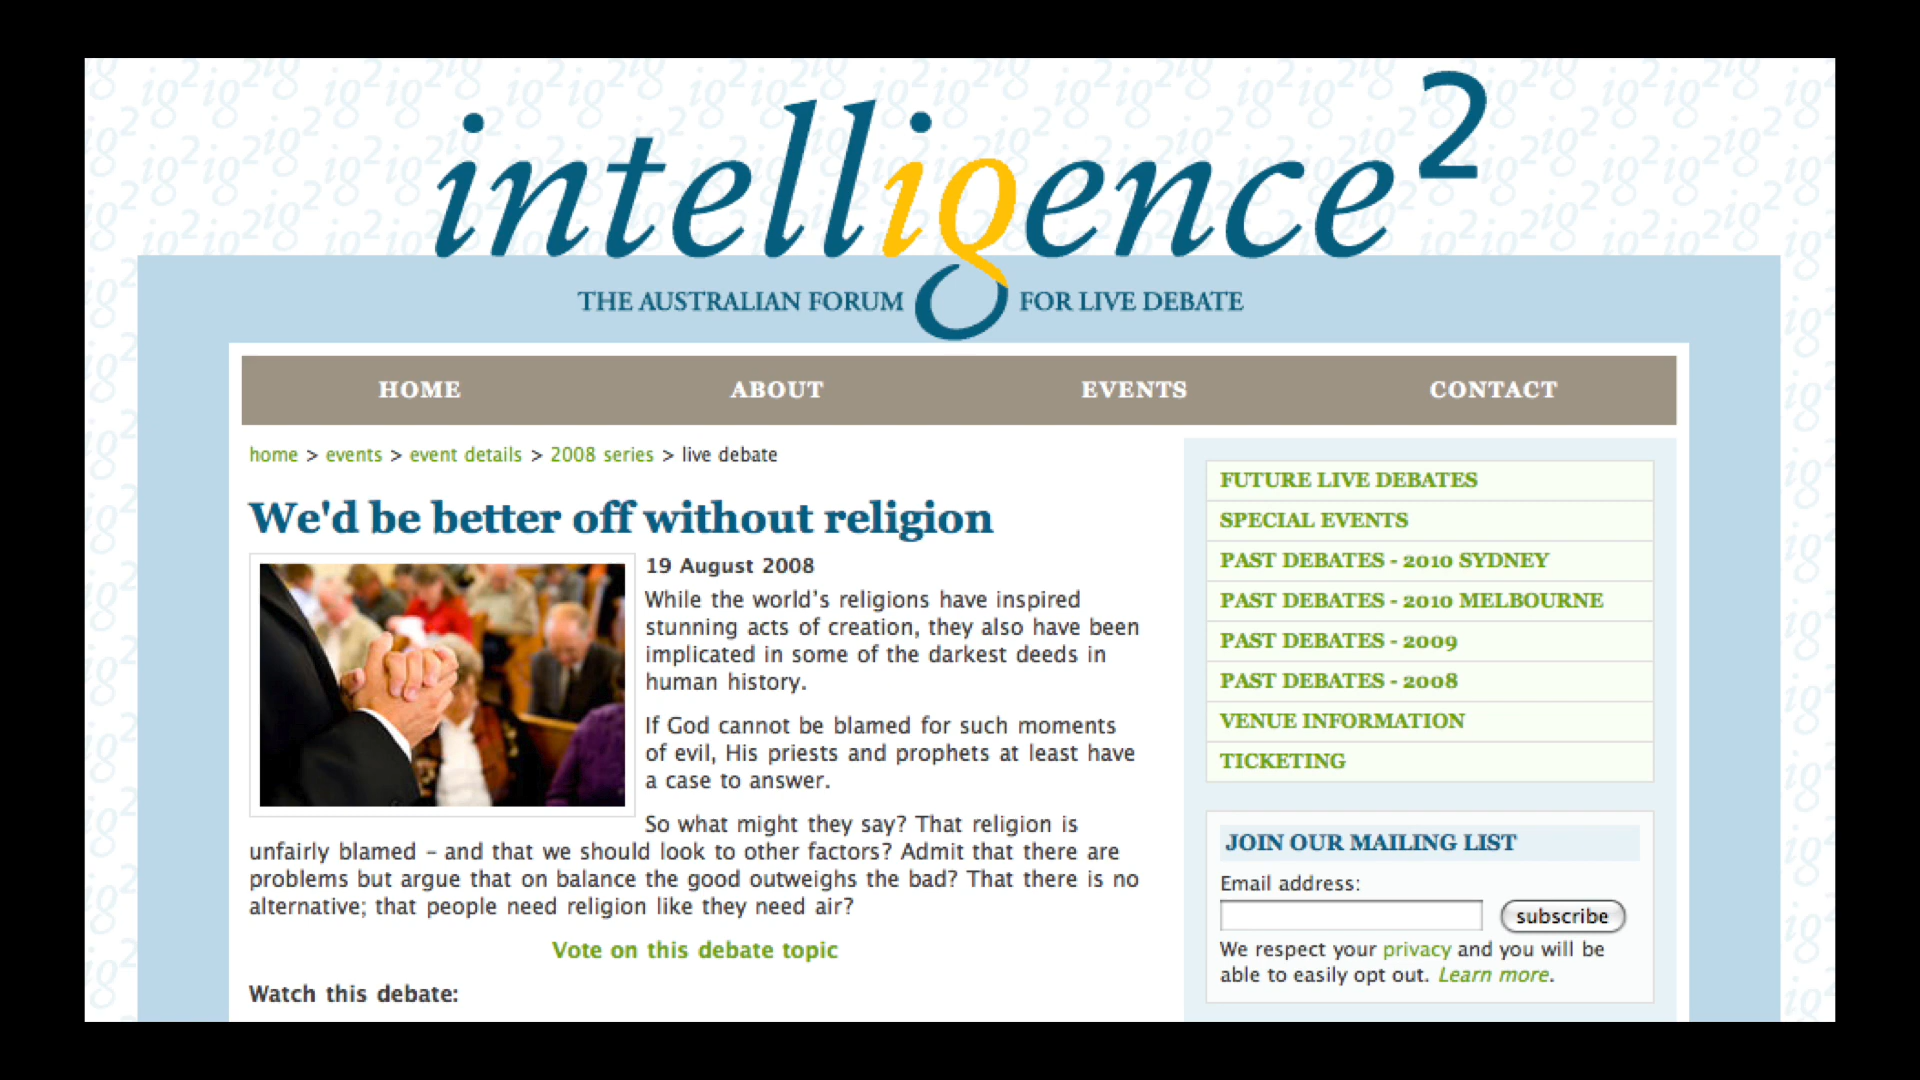 intelligence²
THE AUSTRALIAN FORUM FOR LIVE DEBATE
HOME ABOUT EVENTS CONTACT
home > events > event details > 2008 series > live debate
We'd be better off without religion
19 August 2008
While the world’s religions have inspired
stunning acts of creation, they also have been
implicated in some of the darkest deeds in
human history.
If God cannot be blamed for such moments
of evil, His priests and prophets at least have
a case to answer.
So what might they say? That religion is
unfairly blamed – and that we should look to other factors? Admit that there are
problems but argue that on balance the good outweighs the bad? That there is no
alternative; that people need religion like they need air?
Vote on this debate topic
Watch this debate:
FUTURE LIVE DEBATES
SPECIAL EVENTS
PAST DEBATES - 2010 SYDNEY
PAST DEBATES - 2010 MELBOURNE
PAST DEBATES - 2009
PAST DEBATES - 2008
VENUE INFORMATION
TICKETING
JOIN OUR MAILING LIST
Email address:
subscribe
We respect your privacy and you will be
able to easily opt out. Learn more.